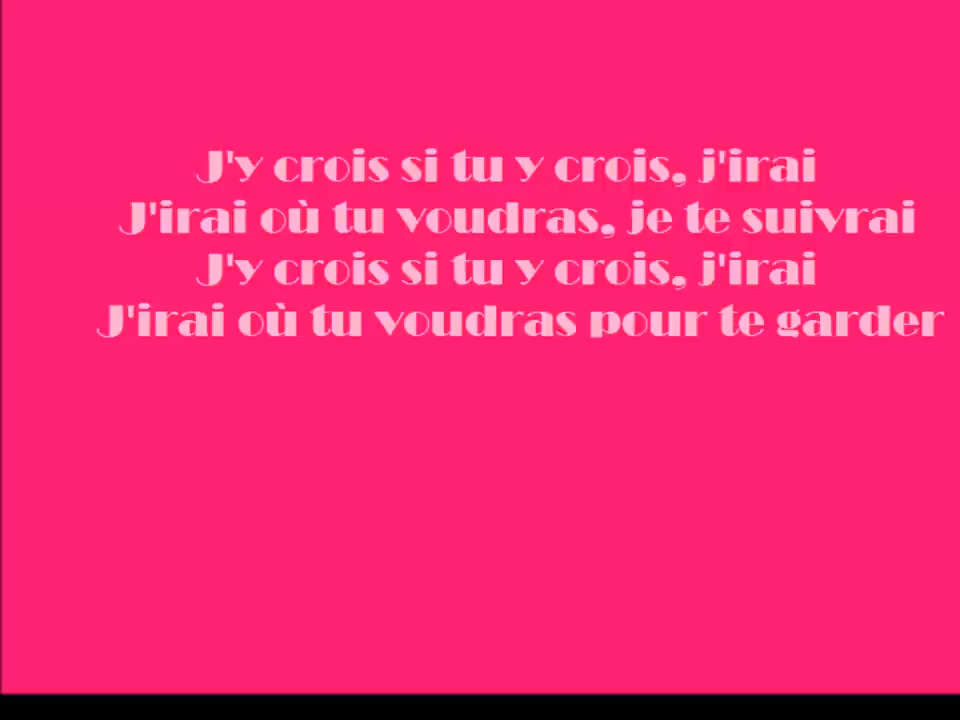 J'y crois si tu y crois, j'irai
J'irai où tu voudras, je te suivrai
J'y crois si tu y crois, j'irai
J'irai où tu voudras pour te garder